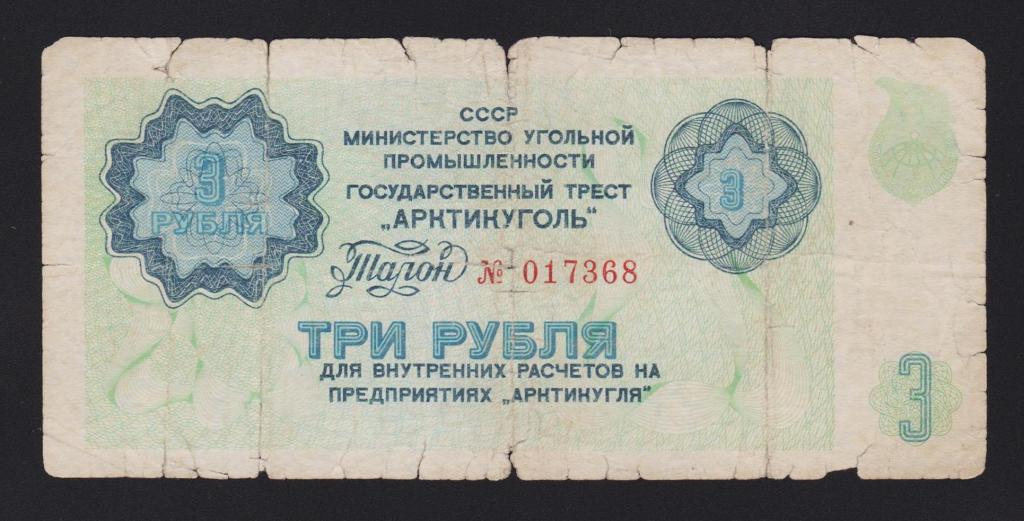 СССР
МИНИСТЕРСТВО УГОЛЬНОЙ
ПРОМЫШЛЕННОСТИ
ГОСУДАРСТВЕННЫЙ ТРЕСТ
„АРКТИКУГОЛЬ“
Талон № 017368
ТРИ РУБЛЯ
ДЛЯ ВНУТРЕННИХ РАСЧЕТОВ НА
ПРЕДПРИЯТИЯХ „АРКТИКУГЛЯ“
3
РУБЛЯ
3
3